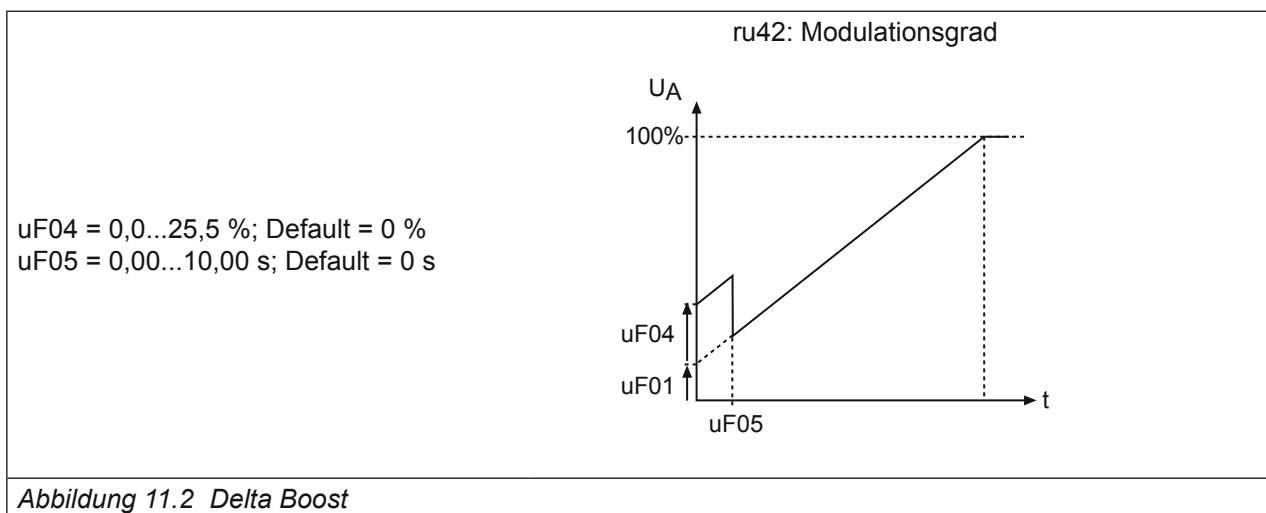 ru42: Modulationsgrad
UA
100%
uF04 = 0,0...25,5 %; Default = 0 %
uF05 = 0,00...10,00 s; Default = 0 s
uF04
uF01
t
uF05
Abbildung 11.2 Delta Boost